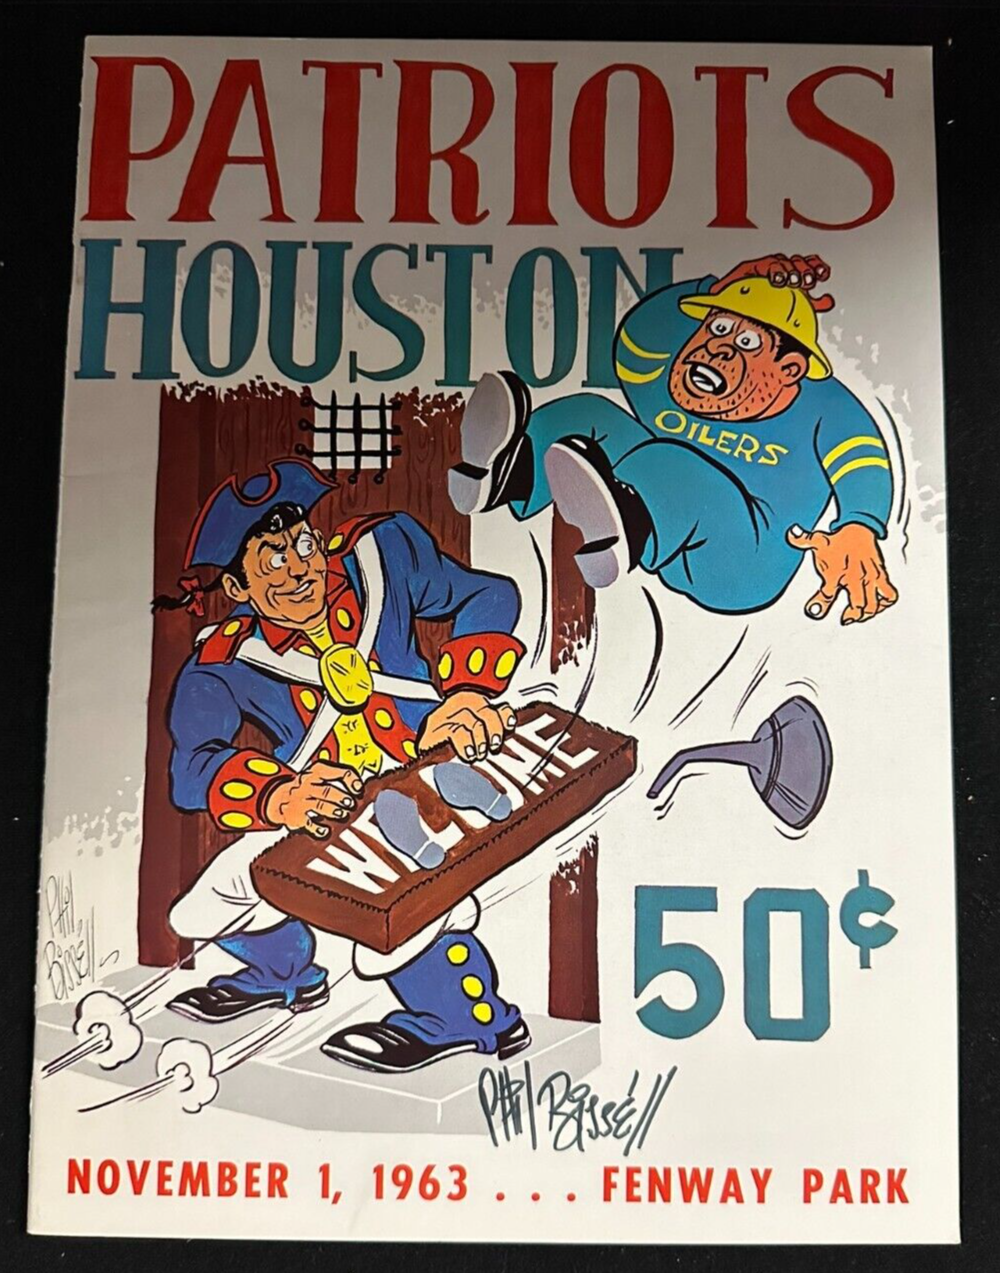 PATRIOTS
HOUSTON
OILERS
WELCOME
50¢
Phil
Bissell
Phil Bissell
NOVEMBER 1, 1963 . . . FENWAY PARK